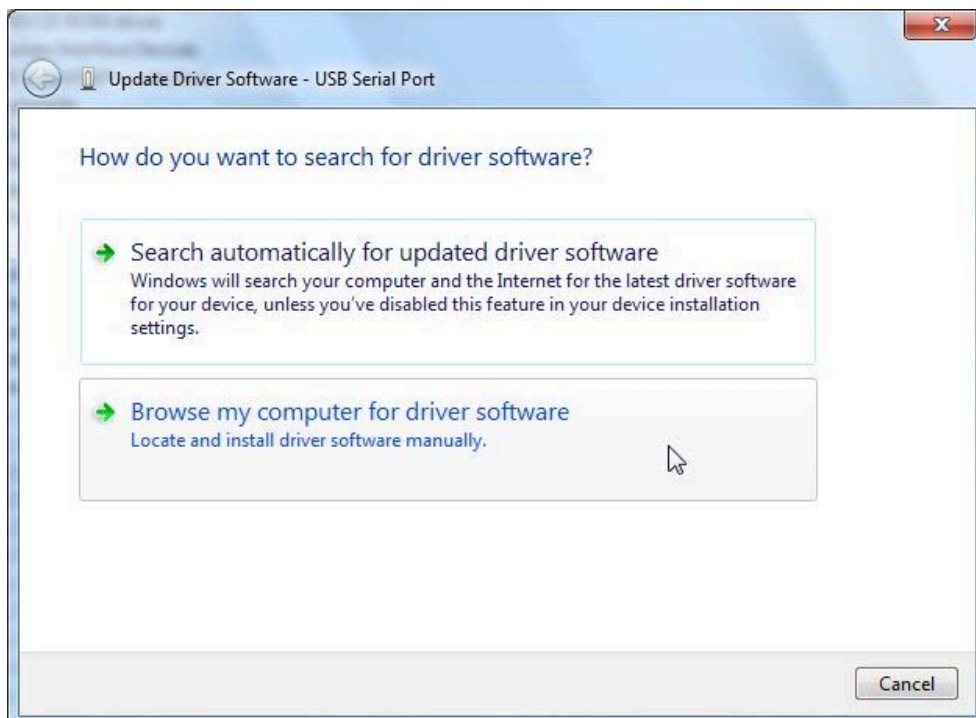 Update Driver Software - USB Serial Port
How do you want to search for driver software?
Search automatically for updated driver software
Windows will search your computer and the Internet for the latest driver software
for your device, unless you've disabled this feature in your device installation
settings.
Browse my computer for driver software
Locate and install driver software manually.
Cancel